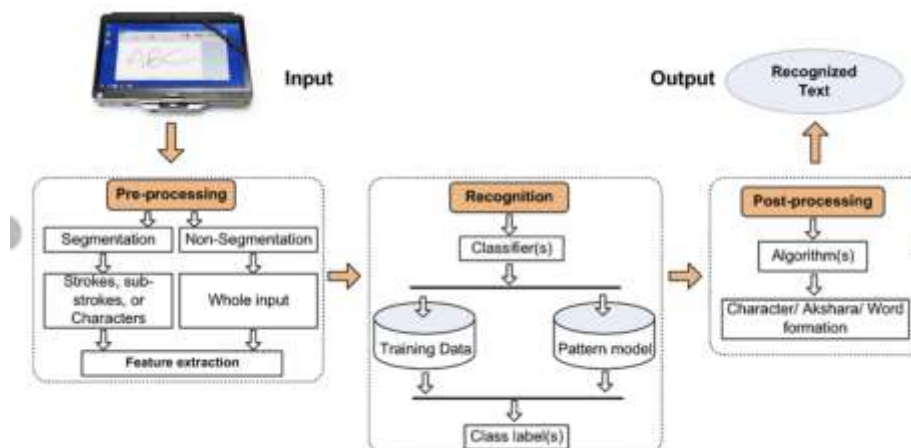 ABC
Input
Output
Recognized
Text
Pre-processing
Segmentation
Non-Segmentation
Strokes, sub-
strokes, or
Characters
Whole input
Feature extraction
Recognition
Classifier(s)
Training Data
Pattern model
Class label(s)
Post-processing
Algorithm(s)
Character/ Akshara/ Word
formation